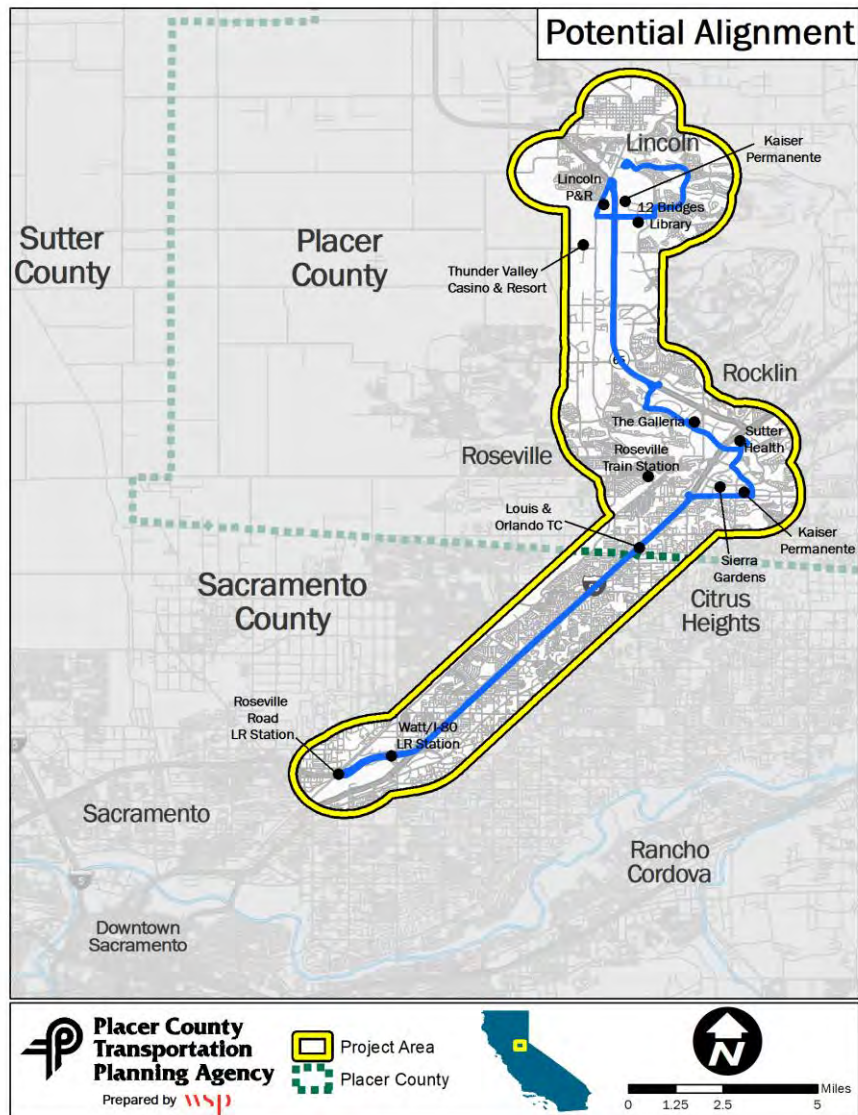 Potential Alignment
Lincoln
Kaiser
Permanente
Lincoln
P&R
12 Bridges
Library
Sutter
County
Placer
County
Thunder Valley
Casino & Resort
65
Rocklin
The Galleria
Sutter
Health
Roseville
Roseville
Train Station
Louis &
Orlando TC
Kaiser
Permanente
Sierra
Gardens
Sacramento
County
Citrus
Heights
Roseville
Road
LR Station
Watt/I-80
LR Station
Sacramento
Rancho
Cordova
Downtown
Sacramento
Placer County
Transportation
Planning Agency
Prepared by wsp
Project Area
Placer County
N
Miles
0 1.25 2.5 5